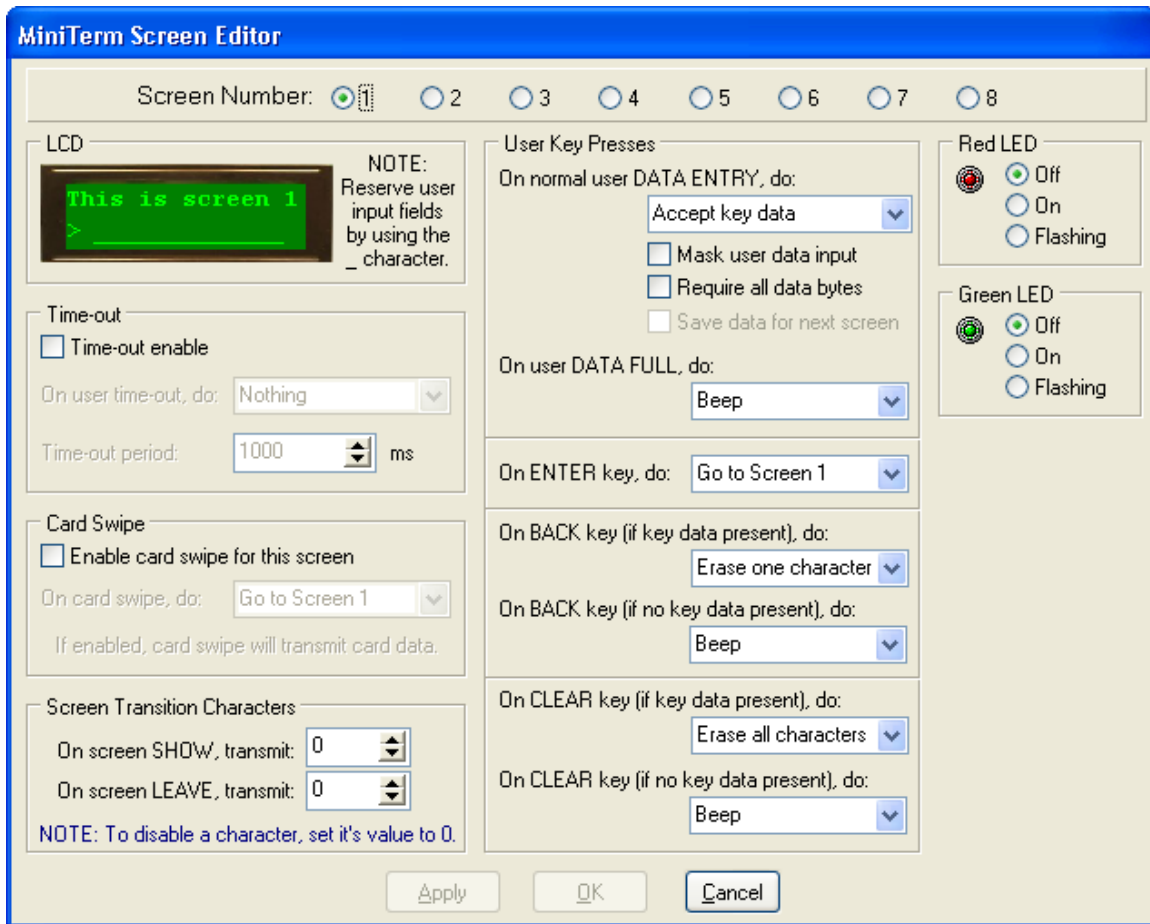 MiniTerm Screen Editor
Screen Number: 1 2 3 4 5 6 7 8
LCD
This is screen 1
> _______________
NOTE:
Reserve user
input fields
by using the
_ character.
Time-out
Time-out enable
On user time-out, do: Nothing
Time-out period: 1000 ms
Card Swipe
Enable card swipe for this screen
On card swipe, do: Go to Screen 1
If enabled, card swipe will transmit card data.
Screen Transition Characters
On screen SHOW, transmit: 0
On screen LEAVE, transmit: 0
NOTE: To disable a character, set it's value to 0.
User Key Presses
On normal user DATA ENTRY, do:
Accept key data
Mask user data input
Require all data bytes
Save data for next screen
On user DATA FULL, do:
Beep
On ENTER key, do: Go to Screen 1
On BACK key (if key data present), do:
Erase one character
On BACK key (if no key data present), do:
Beep
On CLEAR key (if key data present), do:
Erase all characters
On CLEAR key (if no key data present), do:
Beep
Red LED
Off
On
Flashing
Green LED
Off
On
Flashing
Apply OK Cancel